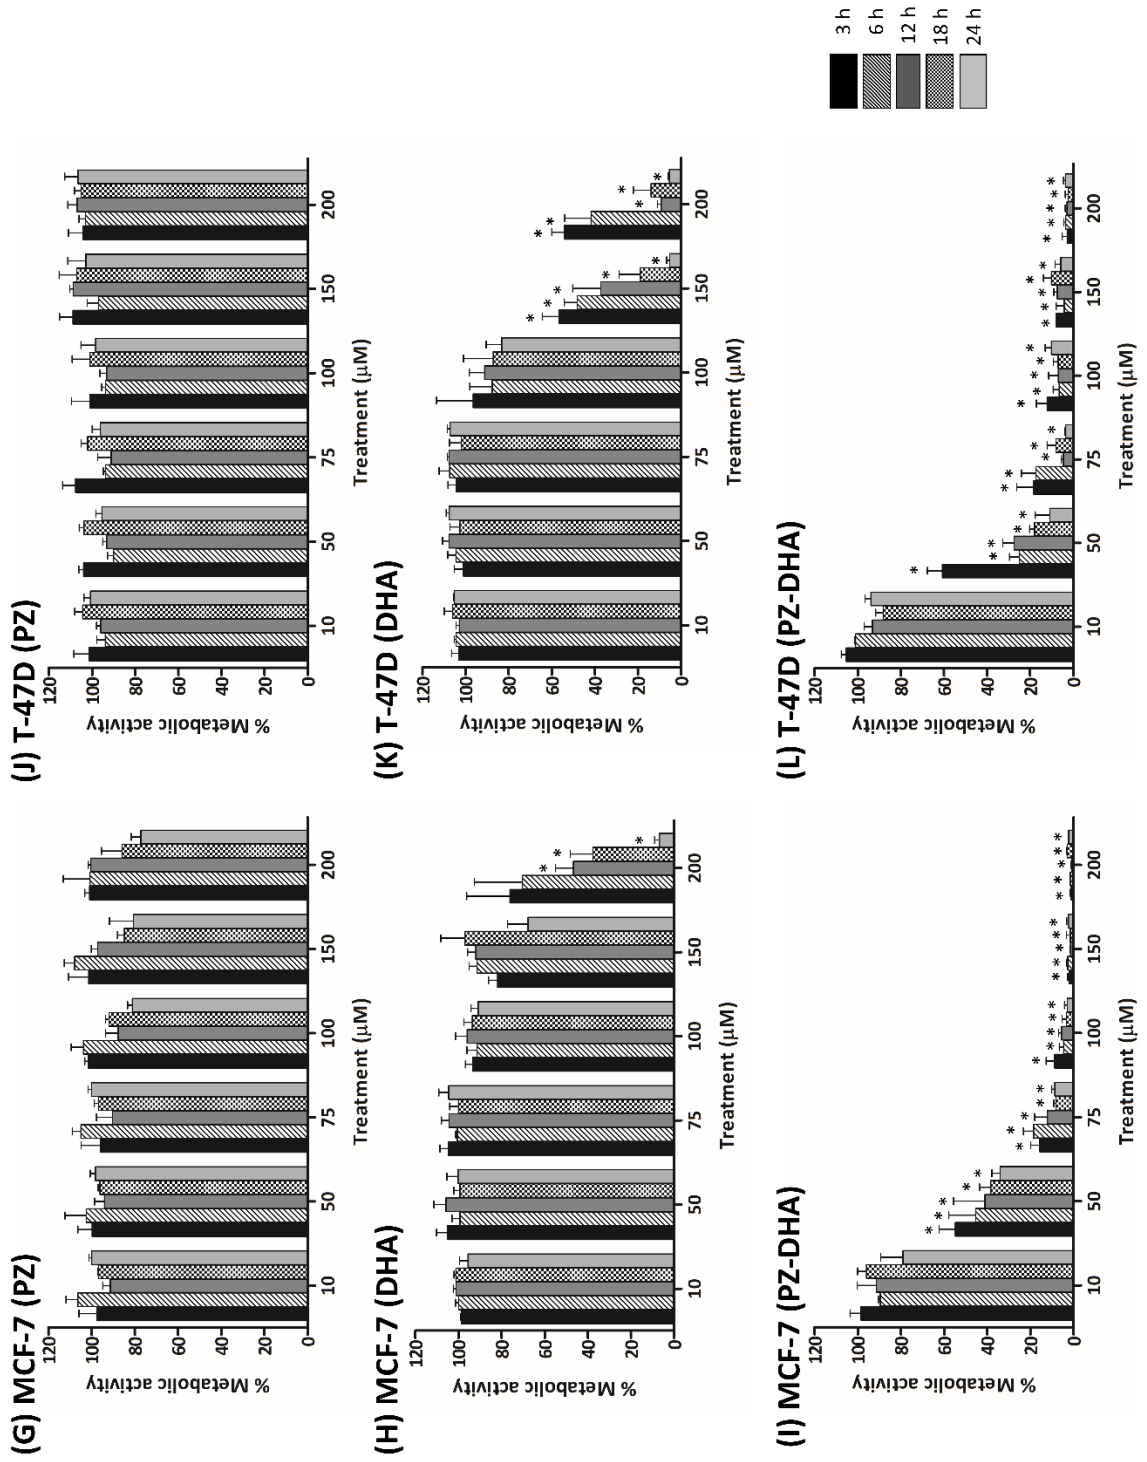 (G) MCF-7 (PZ)
% Metabolic activity
120
100
80
60
40
20
0
10
50
75
100
150
200
Treatment (μM)
(J) T-47D (PZ)
% Metabolic activity
120
100
80
60
40
20
0
10
50
75
100
150
200
Treatment (μM)
(H) MCF-7 (DHA)
% Metabolic activity
120
100
80
60
40
20
0
* * *
10
50
75
100
150
200
Treatment (μM)
(K) T-47D (DHA)
% Metabolic activity
120
100
80
60
40
20
0
* * * * *
* * * * *
10
50
75
100
150
200
Treatment (μM)
(I) MCF-7 (PZ-DHA)
% Metabolic activity
120
100
80
60
40
20
0
* * * * *
* * * * *
* * * * *
* * * * *
* * * * *
10
50
75
100
150
200
Treatment (μM)
(L) T-47D (PZ-DHA)
% Metabolic activity
120
100
80
60
40
20
0
* * * * *
* * * * *
* * * * *
* * * * *
* * * * *
10
50
75
100
150
200
Treatment (μM)
3 h
6 h
12 h
18 h
24 h